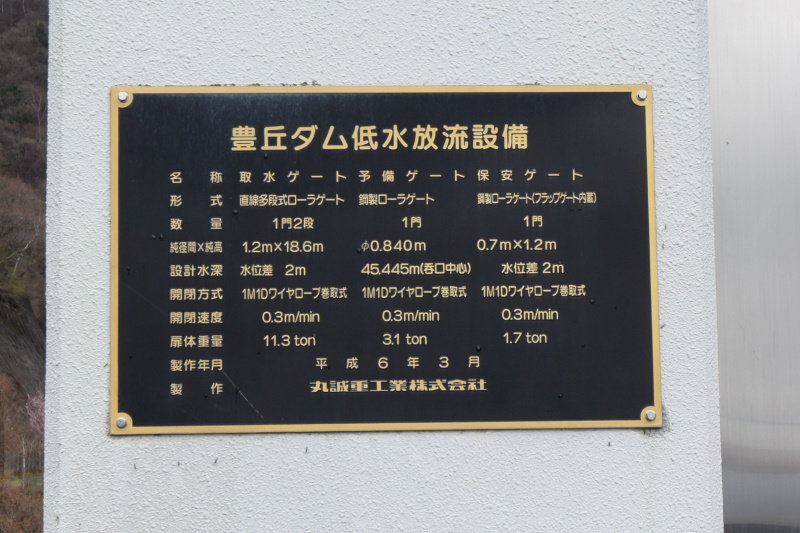 豊丘ダム低水放流設備
名称 取水ゲート 予備ゲート 保安ゲート
形式 直線多段式ローラゲート 鋼製ローラゲート 鋼製ローラゲート(フラップゲート内蔵)
数量 1門2段 1門 1門
純径間×純高 1.2m×18.6m φ0.840m 0.7m×1.2m
設計水深 水位差 2m 45.445m(呑口中心) 水位差 2m
開閉方式 1M1Dワイヤロープ巻取式 1M1Dワイヤロープ巻取式 1M1Dワイヤロープ巻取式
開閉速度 0.3m/min 0.3m/min 0.3m/min
扉体重量 11.3 ton 3.1 ton 1.7 ton
製作年月 平成6年3月
製作 丸誠重工業株式会社